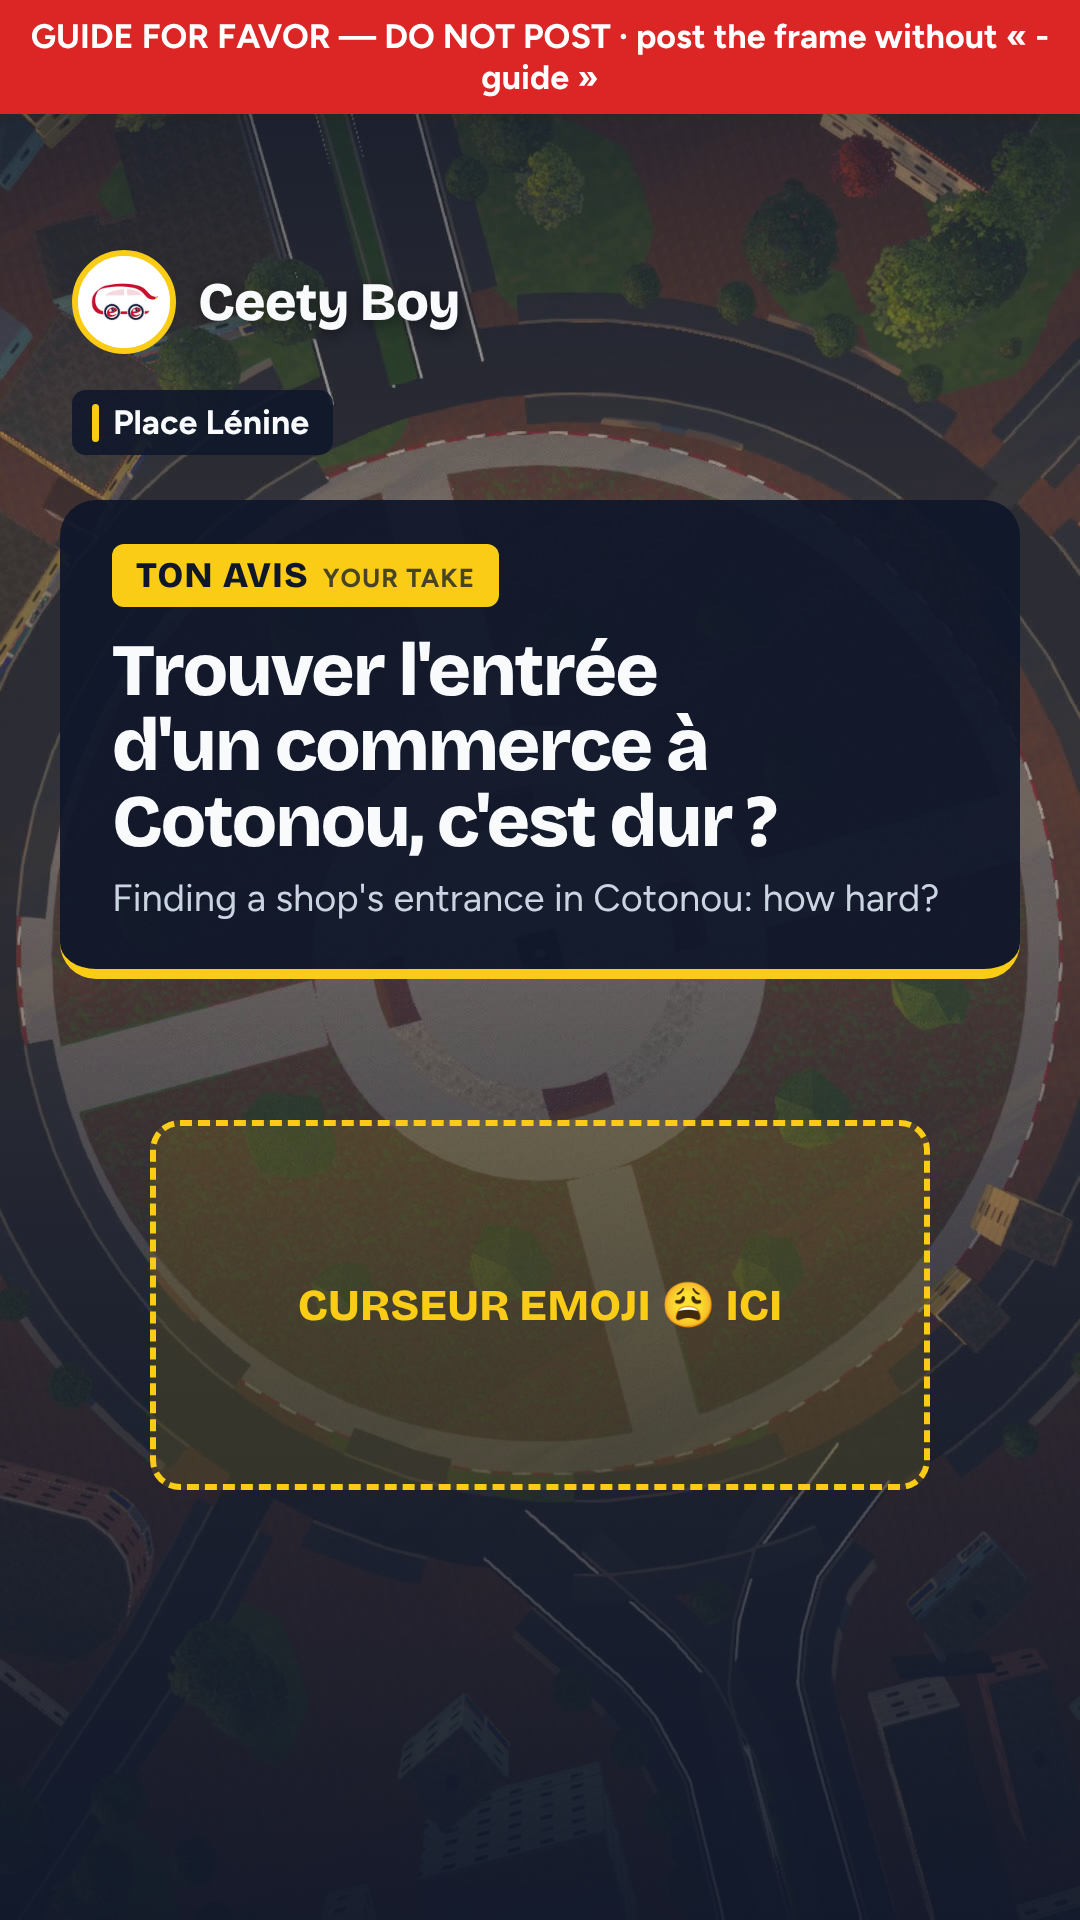 GUIDE FOR FAVOR — DO NOT POST · post the frame without « -
guide »
Ceety Boy
Place Lénine
TON AVIS YOUR TAKE
Trouver l'entrée
d'un commerce à
Cotonou, c'est dur ?
Finding a shop's entrance in Cotonou: how hard?
CURSEUR EMOJI 😩 ICI